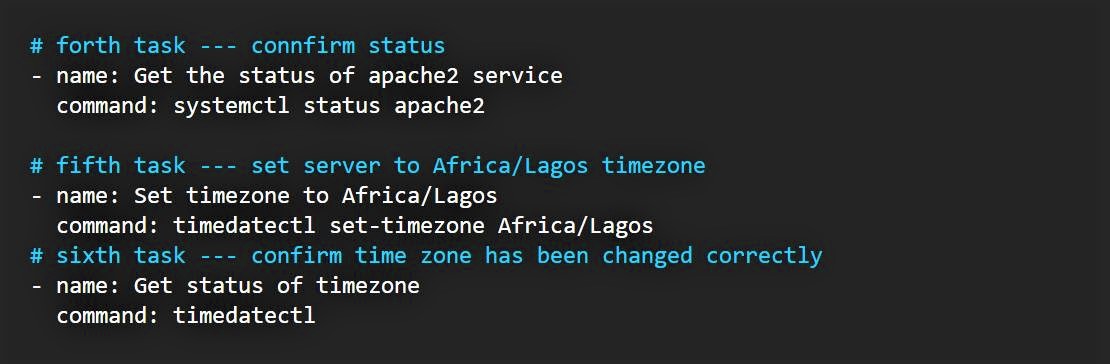 # forth task --- connfirm status
- name: Get the status of apache2 service
  command: systemctl status apache2

# fifth task --- set server to Africa/Lagos timezone
- name: Set timezone to Africa/Lagos
  command: timedatectl set-timezone Africa/Lagos
# sixth task --- confirm time zone has been changed correctly
- name: Get status of timezone
  command: timedatectl